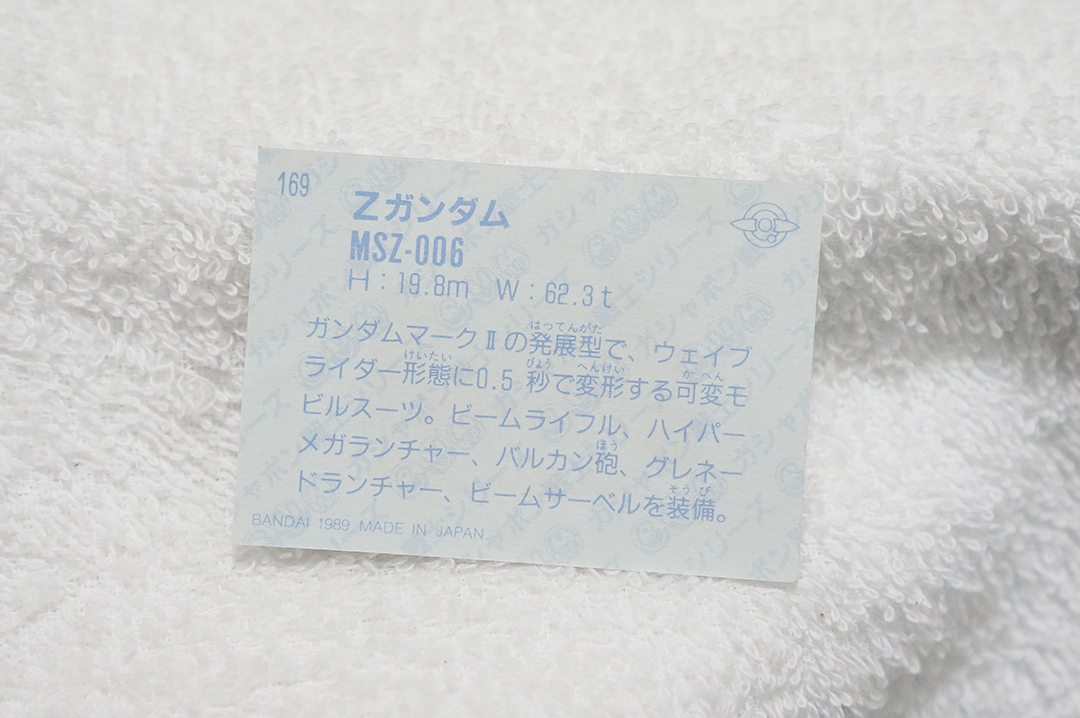 169
Zガンダム
MSZ-006
H：19.8m W：62.3t
ガンダムマークⅡの発展型で、ウェイブ
ライダー形態に0.5秒で変形する可変モ
ビルスーツ。ビームライフル、ハイパー
メガランチャー、バルカン砲、グレネー
ドランチャー、ビームサーベルを装備。
BANDAI 1989 MADE IN JAPAN